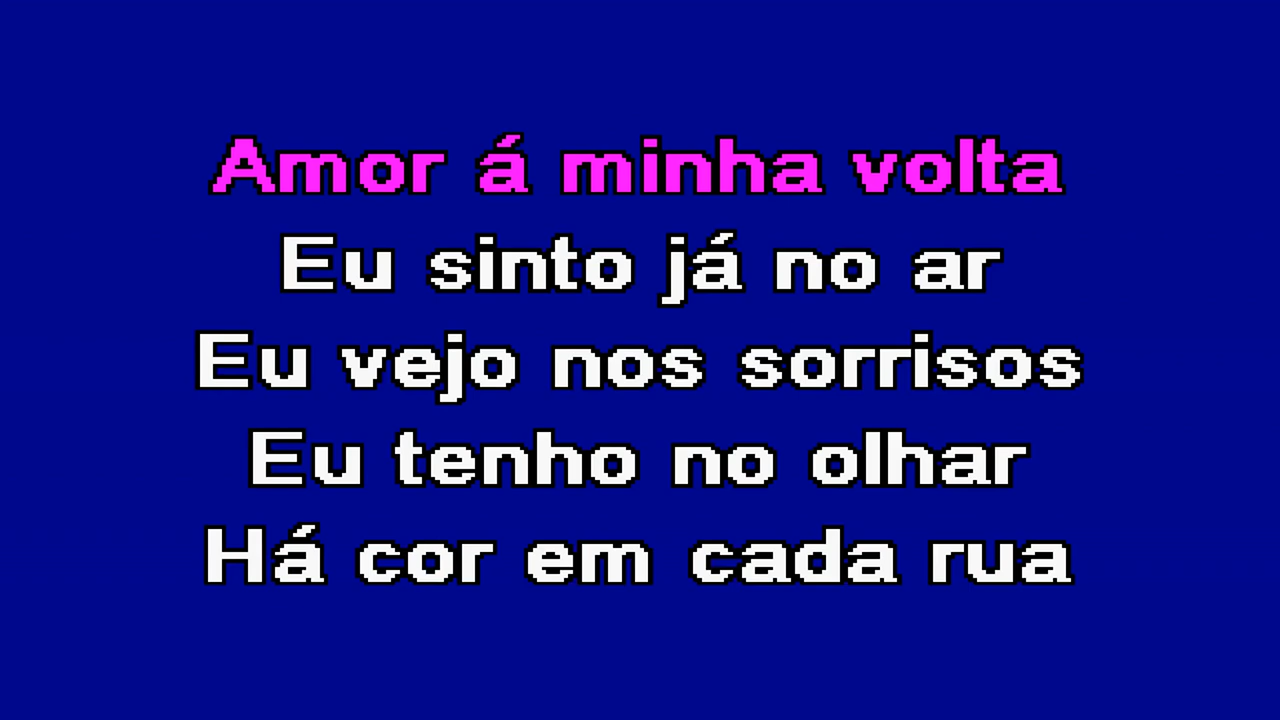 Amor á minha volta
Eu sinto já no ar
Eu vejo nos sorrisos
Eu tenho no olhar
Há cor em cada rua